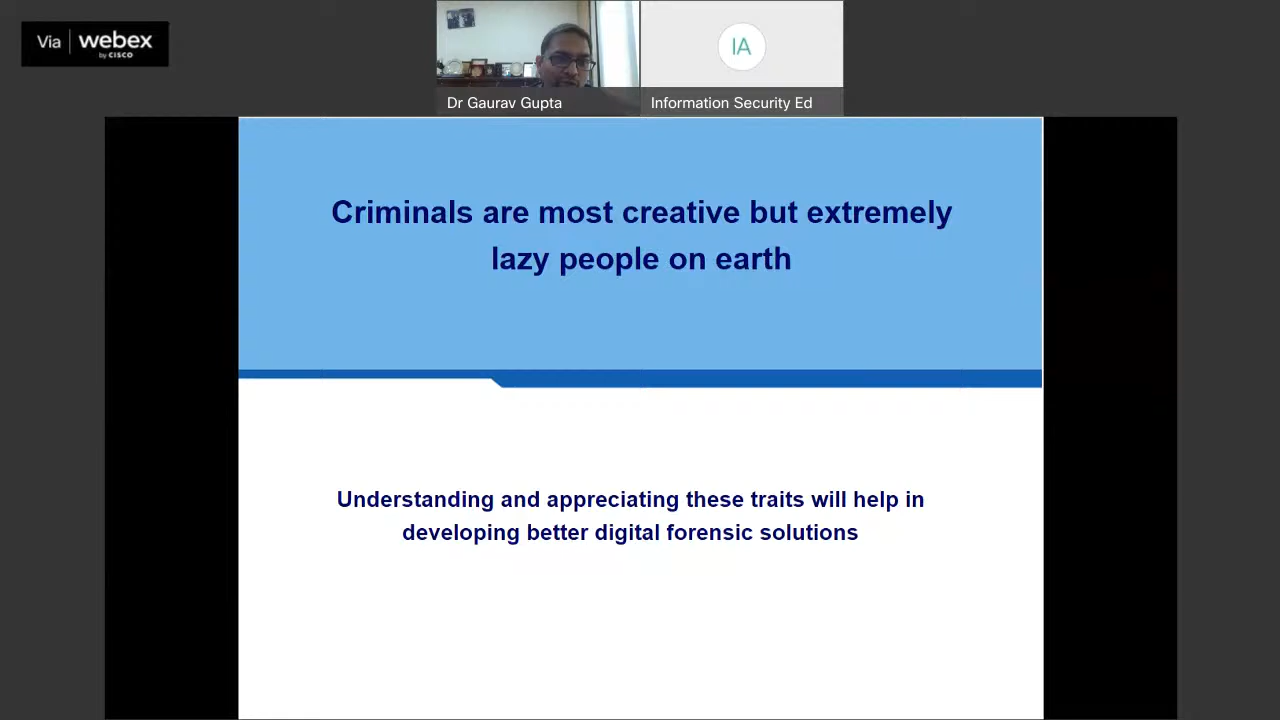 Via webex
by CISCO
IA
Dr Gaurav Gupta
Information Security Ed
Criminals are most creative but extremely
lazy people on earth
Understanding and appreciating these traits will help in
developing better digital forensic solutions